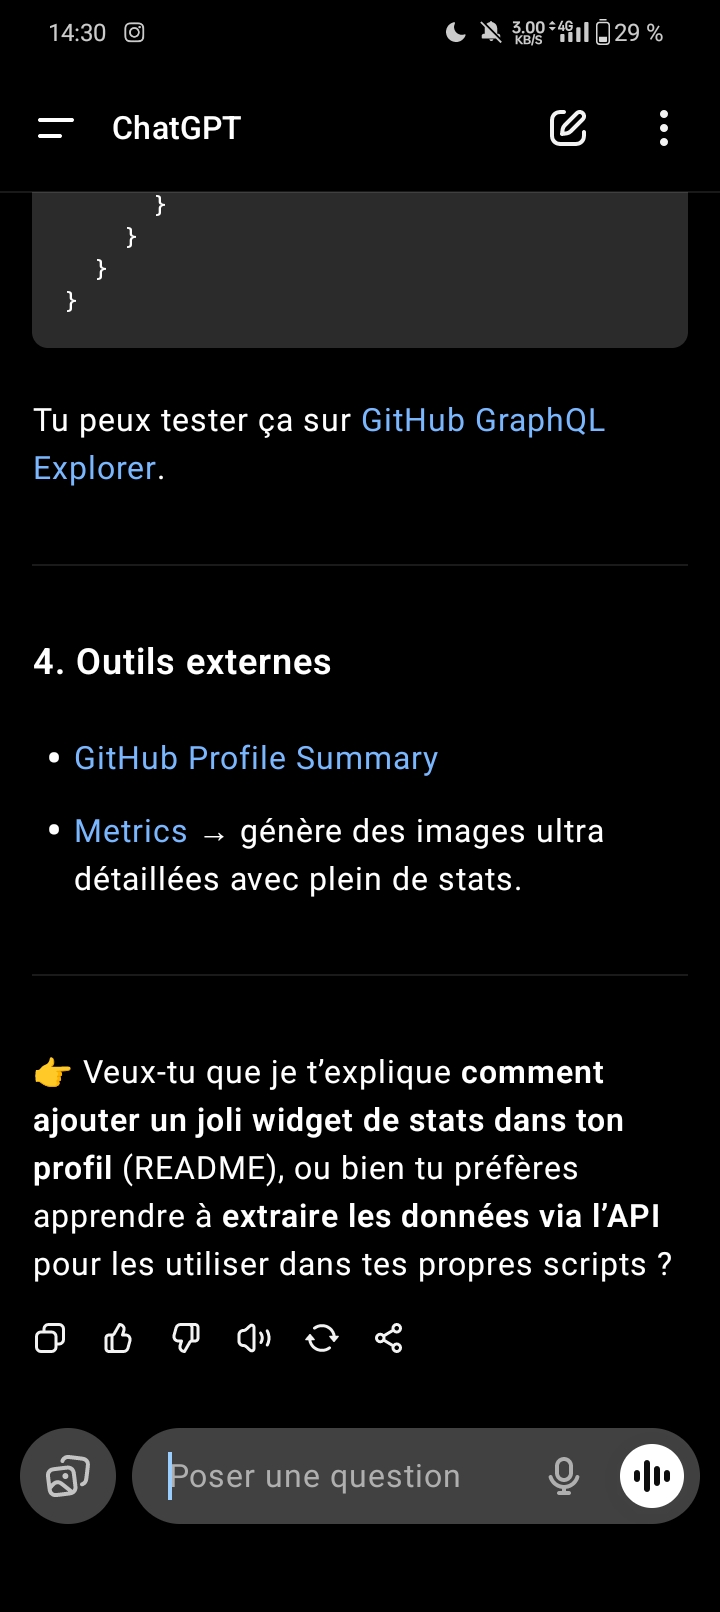 14:30 3.00 KB/S 4G 29 %
ChatGPT
}
}
}
}
Tu peux tester ça sur GitHub GraphQL
Explorer.
4. Outils externes
• GitHub Profile Summary
• Metrics → génère des images ultra
détaillées avec plein de stats.
👉 Veux-tu que je t’explique comment
ajouter un joli widget de stats dans ton
profil (README), ou bien tu préfères
apprendre à extraire les données via l’API
pour les utiliser dans tes propres scripts ?
Poser une question